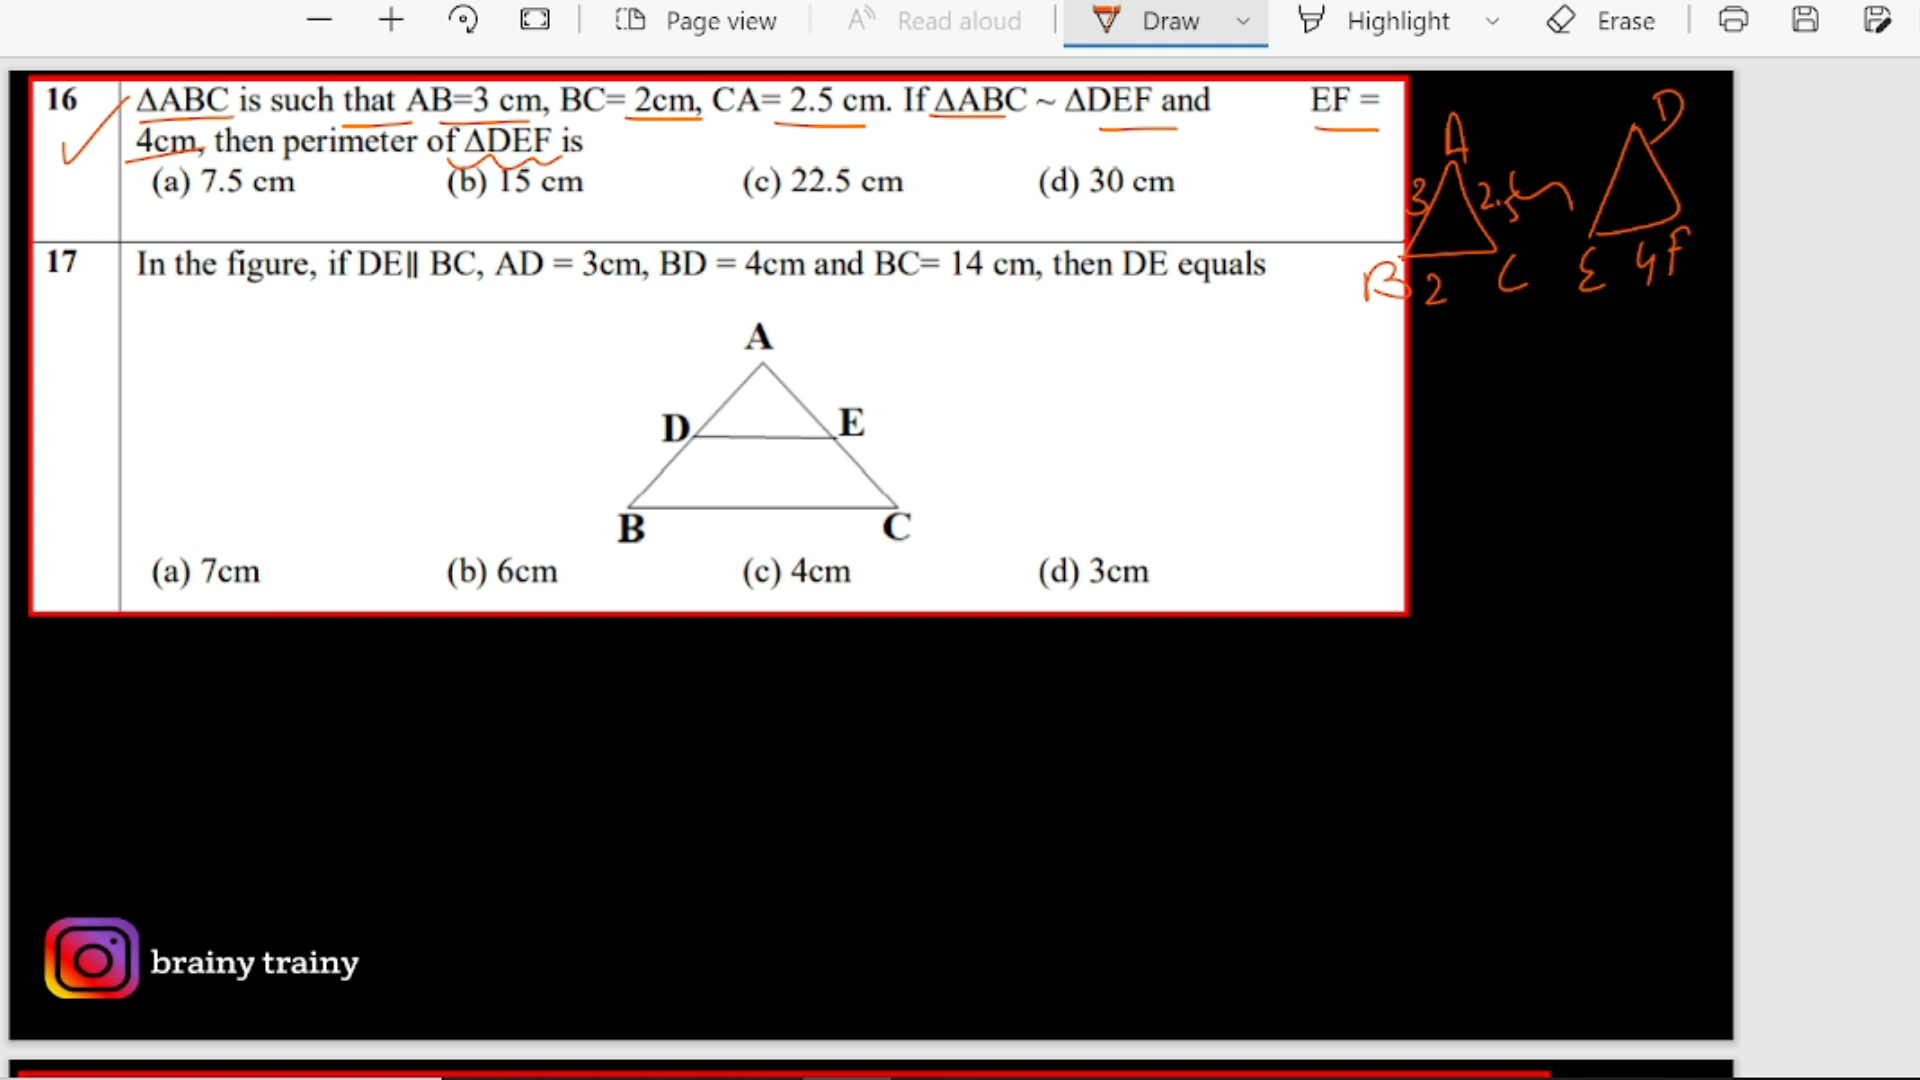 Page view Read aloud Draw Highlight Erase
16 ΔABC is such that AB=3 cm, BC= 2cm, CA= 2.5 cm. If ΔABC ~ ΔDEF and EF =
4cm, then perimeter of ΔDEF is
(a) 7.5 cm (b) 15 cm (c) 22.5 cm (d) 30 cm
A D
3 2.5
B 2 C E 4 F
17 In the figure, if DE|| BC, AD = 3cm, BD = 4cm and BC= 14 cm, then DE equals
A
D E
B C
(a) 7cm (b) 6cm (c) 4cm (d) 3cm
brainy trainy